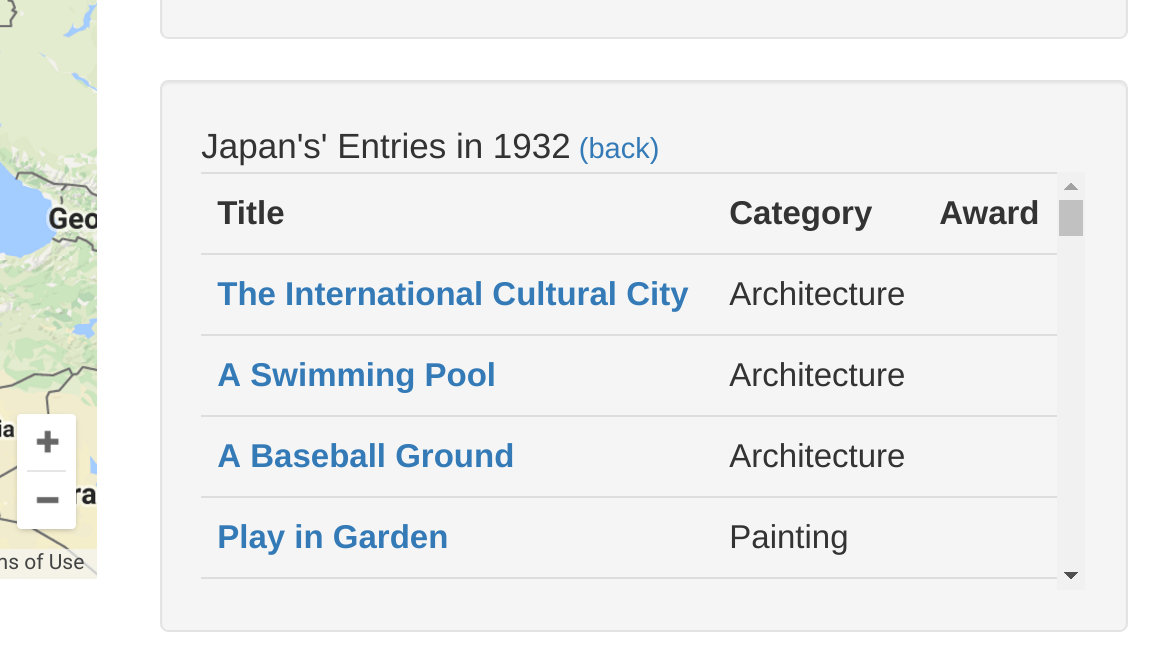 Japan's' Entries in 1932 (back)
Title Category Award
The International Cultural City Architecture
A Swimming Pool Architecture
A Baseball Ground Architecture
Play in Garden Painting
Geo
ia
ra
ns of Use